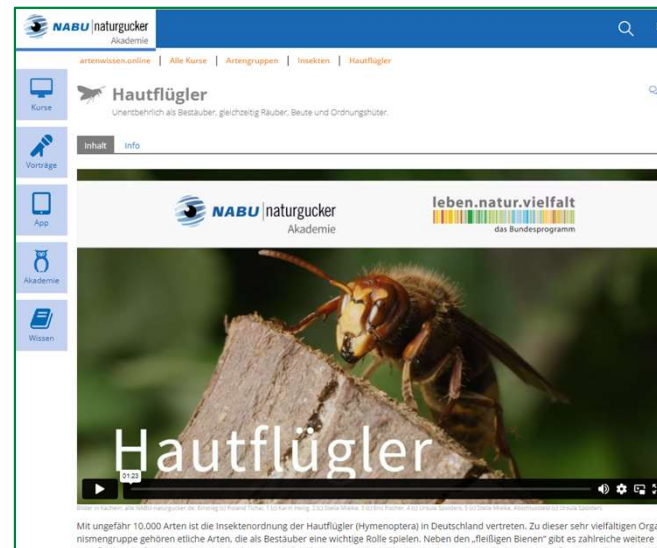 NABU naturgucker
Akademie
artenwissen.online | Alle Kurse | Artengruppen | Insekten | Hautflügler
Kurse
Hautflügler
Unentbehrlich als Bestäuber, gleichzeitig Räuber, Beute und Ordnungshüter.
Inhalt Info
Vorträge
App
Akademie
Wissen
NABU naturgucker
Akademie
leben.natur.vielfalt
das Bundesprogramm
Hautflügler
01:23
Mit ungefähr 10.000 Arten ist die Insektenordnung der Hautflügler (Hymenoptera) in Deutschland vertreten. Zu dieser sehr vielfältigen Orga
nismengruppe gehören etliche Arten, die als Bestäuber eine wichtige Rolle spielen. Neben den „fleißigen Bienen“ gibt es zahlreiche weitere